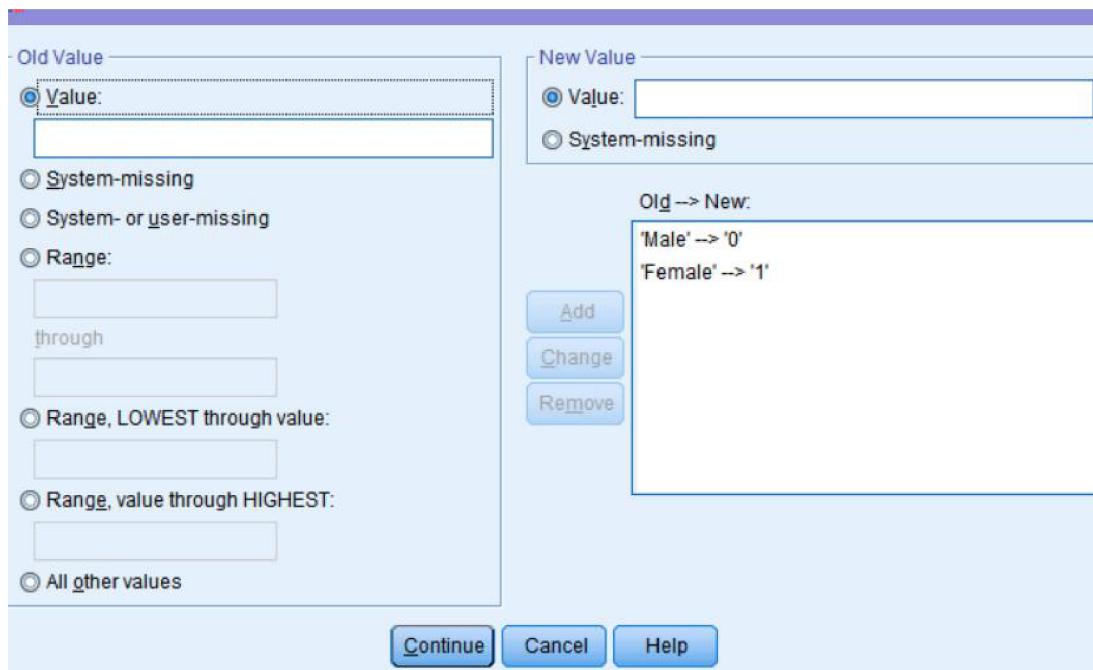 Old Value
Value:
System-missing
System- or user-missing
Range:
through
Range, LOWEST through value:
Range, value through HIGHEST:
All other values
New Value
Value:
System-missing
Old --> New:
'Male' --> '0'
'Female' --> '1'
Add
Change
Remove
Continue
Cancel
Help